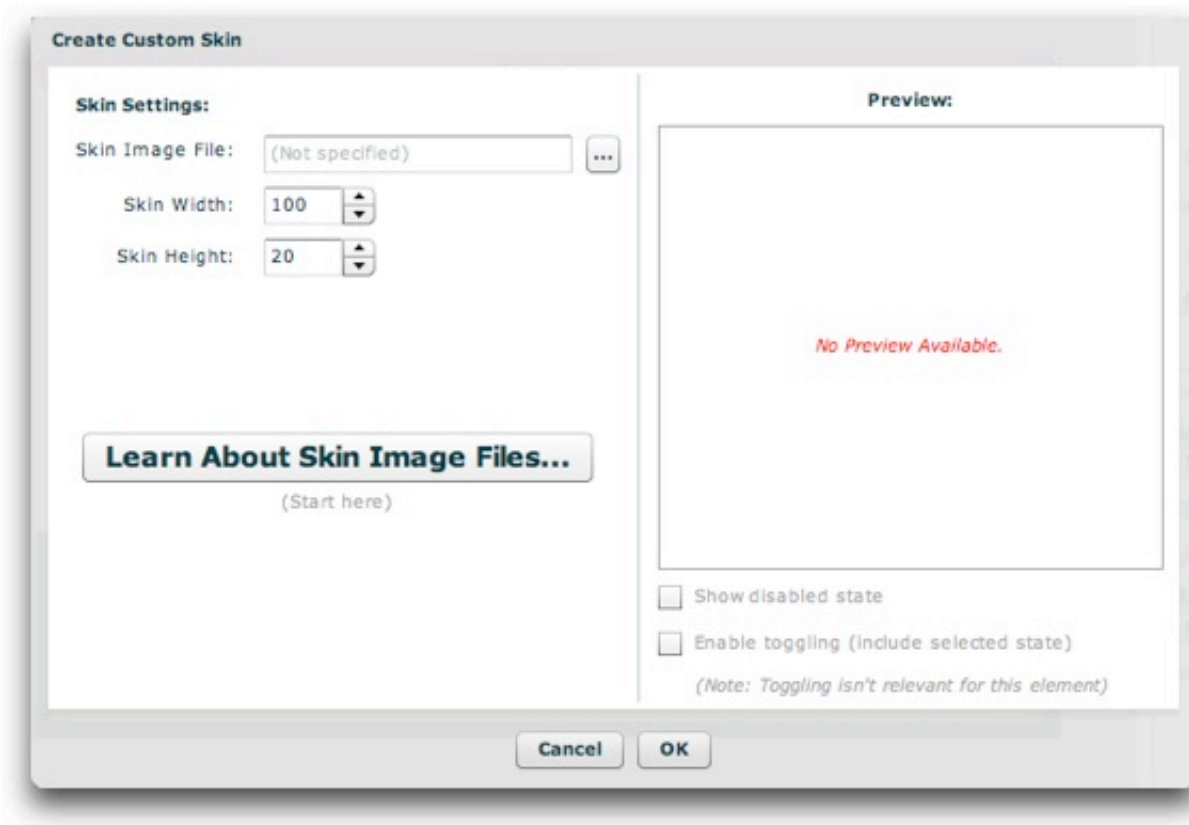 Create Custom Skin
Skin Settings:
Skin Image File: (Not specified) ...
Skin Width: 100
Skin Height: 20
Learn About Skin Image Files...
(Start here)
Preview:
No Preview Available.
Show disabled state
Enable toggling (include selected state)
(Note: Toggling isn't relevant for this element)
Cancel OK